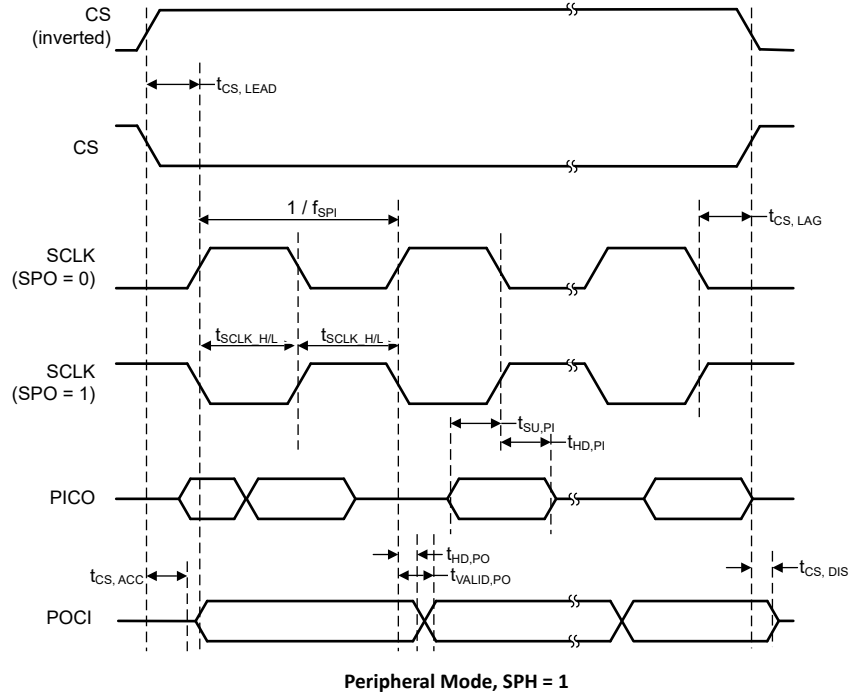 CS
(inverted)
tCS, LEAD
CS
1 / fSPI
tCS, LAG
SCLK
(SPO = 0)
tSCLK_H/L
tSCLK_H/L
SCLK
(SPO = 1)
tSU,PI
tHD,PI
PICO
tHD,PO
tCS, ACC
tVALID,PO
tCS, DIS
POCI
Peripheral Mode, SPH = 1